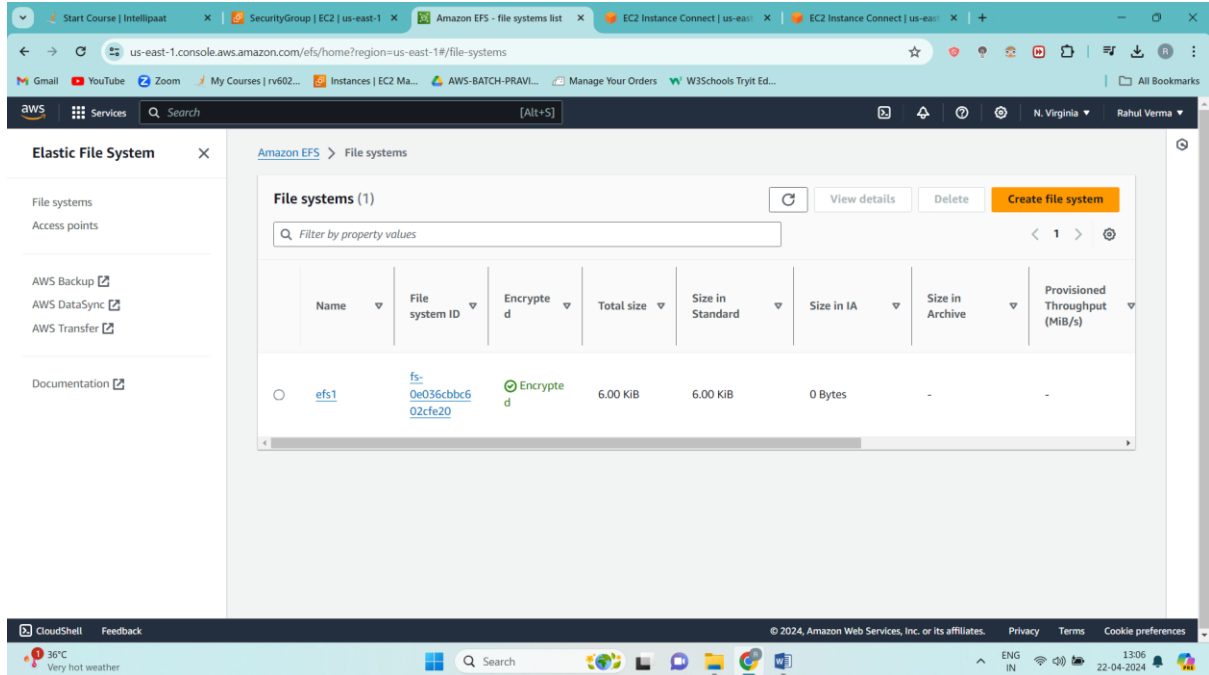 Start Course | Intellipaat
SecurityGroup | EC2 | us-east-1
Amazon EFS - file systems list
EC2 Instance Connect | us-eas
EC2 Instance Connect | us-east
us-east-1.console.aws.amazon.com/efs/home?region=us-east-1#/file-systems
R
Gmail
YouTube
Zoom
My Courses | rv602...
Instances | EC2 Ma...
AWS-BATCH-PRAVI...
Manage Your Orders
W3Schools Tryit Ed...
All Bookmarks
aws
Services
Search
[Alt+S]
N. Virginia
Rahul Verma
Elastic File System
File systems
Access points
AWS Backup
AWS DataSync
AWS Transfer
Documentation
Amazon EFS > File systems
File systems (1)
View details
Delete
Create file system
Filter by property values
1
Name
File
system ID
Encrypte
d
Total size
Size in
Standard
Size in IA
Size in
Archive
Provisioned
Throughput
(MiB/s)
efs1
fs-
0e036cbbc6
02cfe20
Encrypte
d
6.00 KiB
6.00 KiB
0 Bytes
-
-
CloudShell
Feedback
© 2024, Amazon Web Services, Inc. or its affiliates.
Privacy
Terms
Cookie preferences
1
36°C
Very hot weather
Search
ENG
IN
13:06
22-04-2024